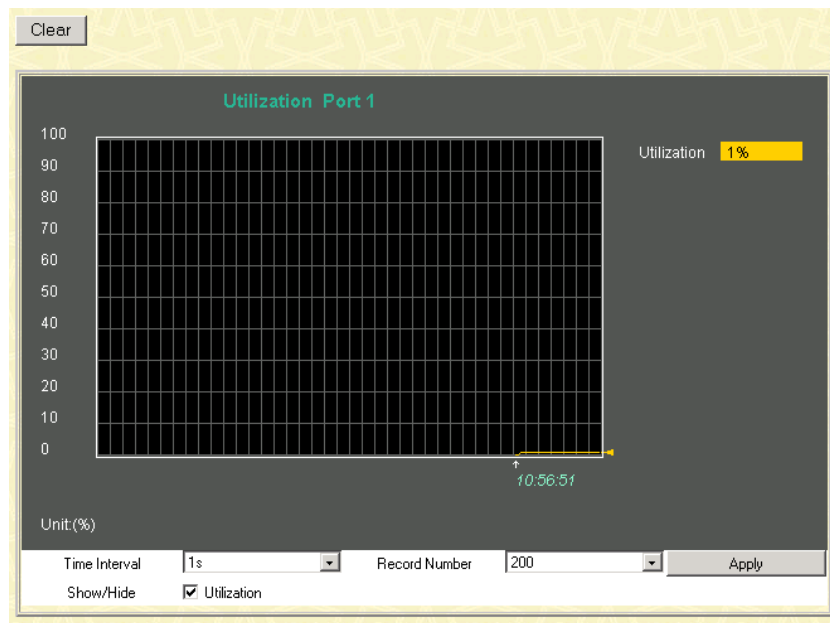 Clear
Utilization Port 1
100
90
80
70
60
50
40
30
20
10
0
Utilization 1%
10:56:51
Unit:(%)
Time Interval 1s Record Number 200 Apply
Show/Hide Utilization